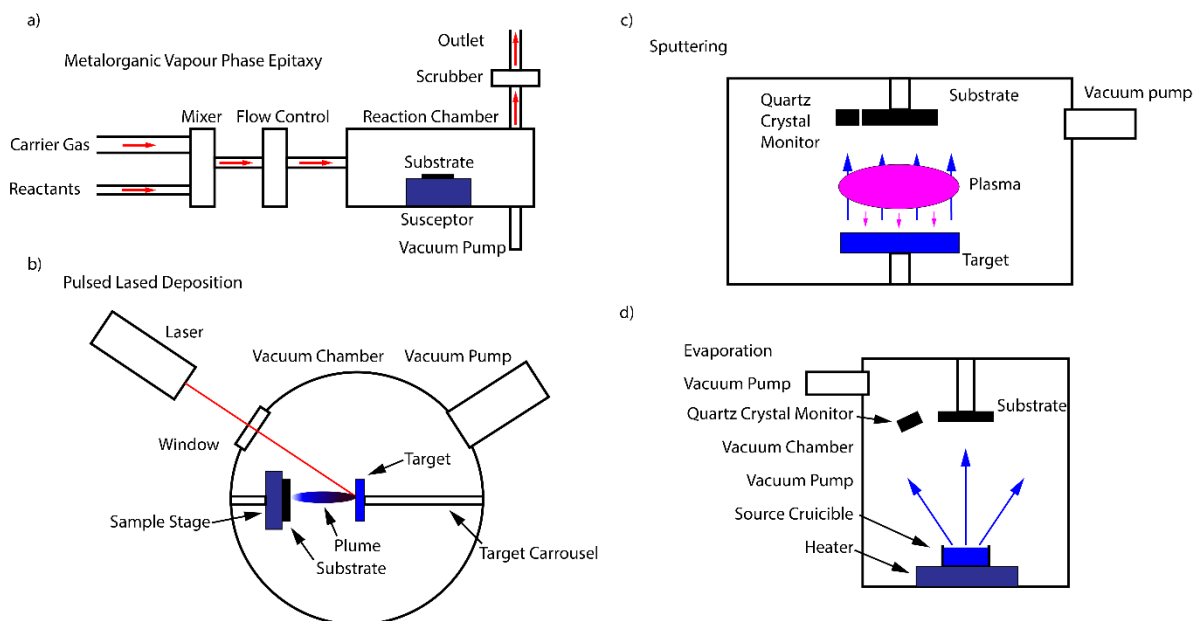 a)
Metalorganic Vapour Phase Epitaxy
Outlet
Scrubber
Mixer
Flow Control
Reaction Chamber
Carrier Gas
Reactants
Substrate
Susceptor
Vacuum Pump
b)
Pulsed Lased Deposition
Laser
Vacuum Chamber
Vacuum Pump
Window
Target
Sample Stage
Plume
Substrate
Target Carrousel
c)
Sputtering
Quartz
Crystal
Monitor
Substrate
Vacuum pump
Plasma
Target
d)
Evaporation
Vacuum Pump
Quartz Crystal Monitor
Substrate
Vacuum Chamber
Vacuum Pump
Source Cruicible
Heater